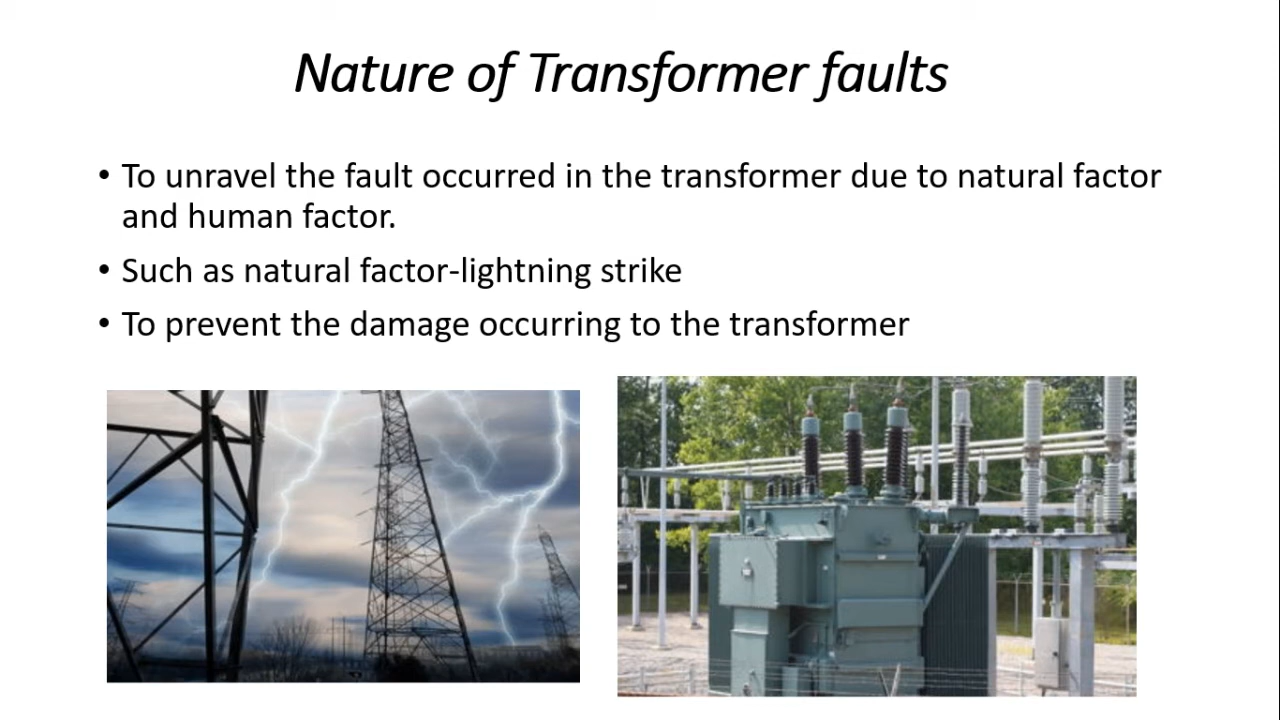 Nature of Transformer faults
• To unravel the fault occurred in the transformer due to natural factor
and human factor.
• Such as natural factor-lightning strike
• To prevent the damage occurring to the transformer